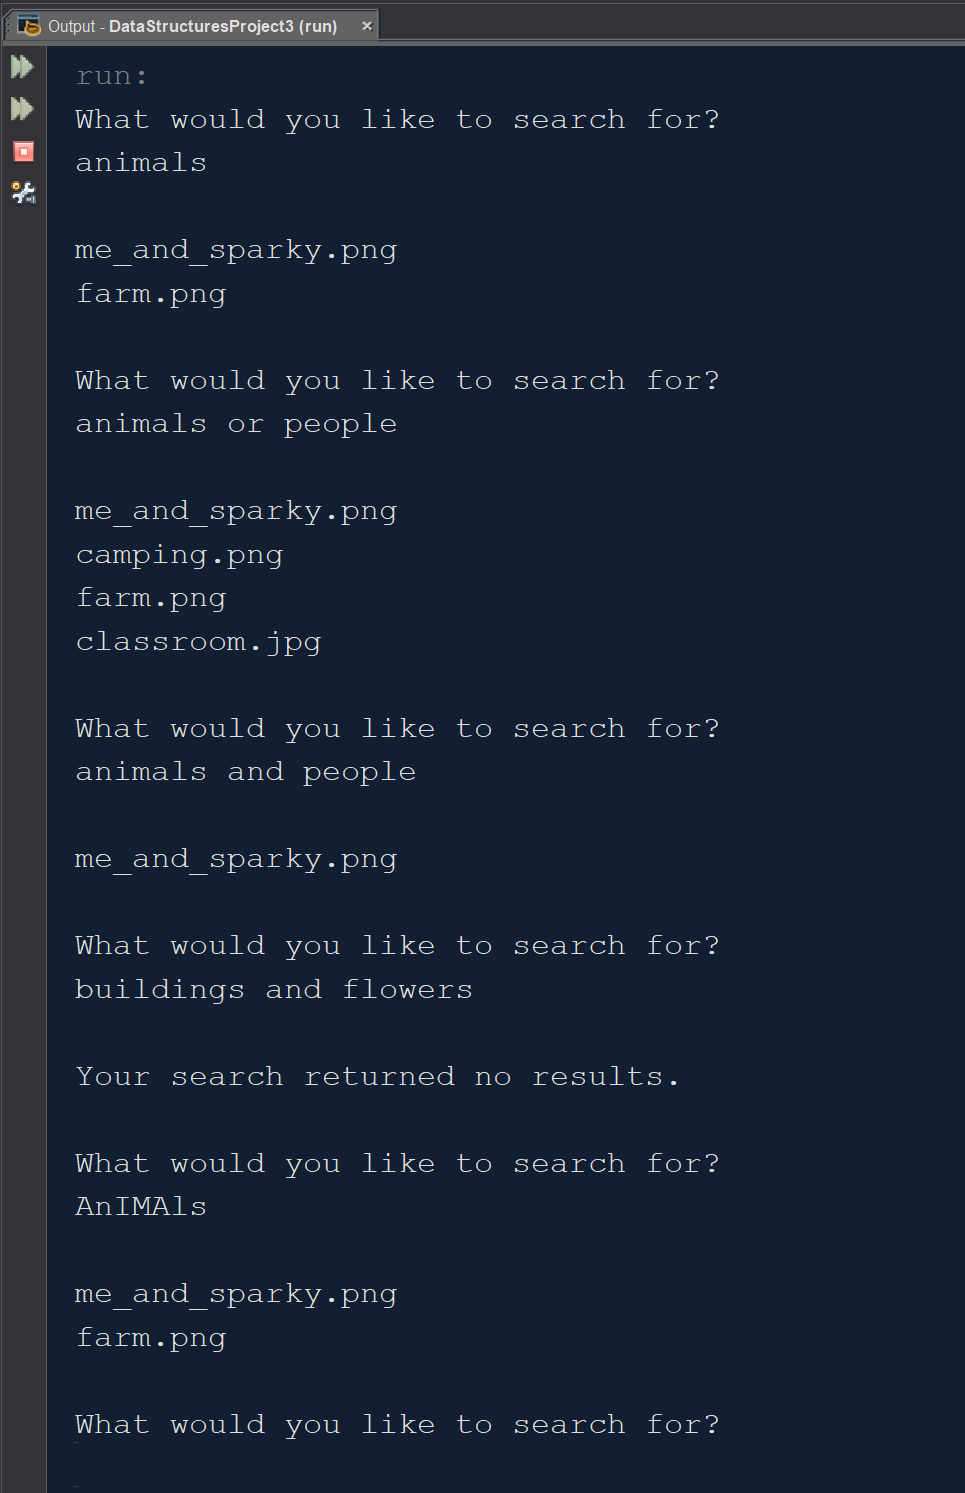 Output - DataStructuresProject3 (run) ×
run:
What would you like to search for?
animals
me_and_sparky.png
farm.png
What would you like to search for?
animals or people
me_and_sparky.png
camping.png
farm.png
classroom.jpg
What would you like to search for?
animals and people
me_and_sparky.png
What would you like to search for?
buildings and flowers
Your search returned no results.
What would you like to search for?
AnIMAls
me_and_sparky.png
farm.png
What would you like to search for?